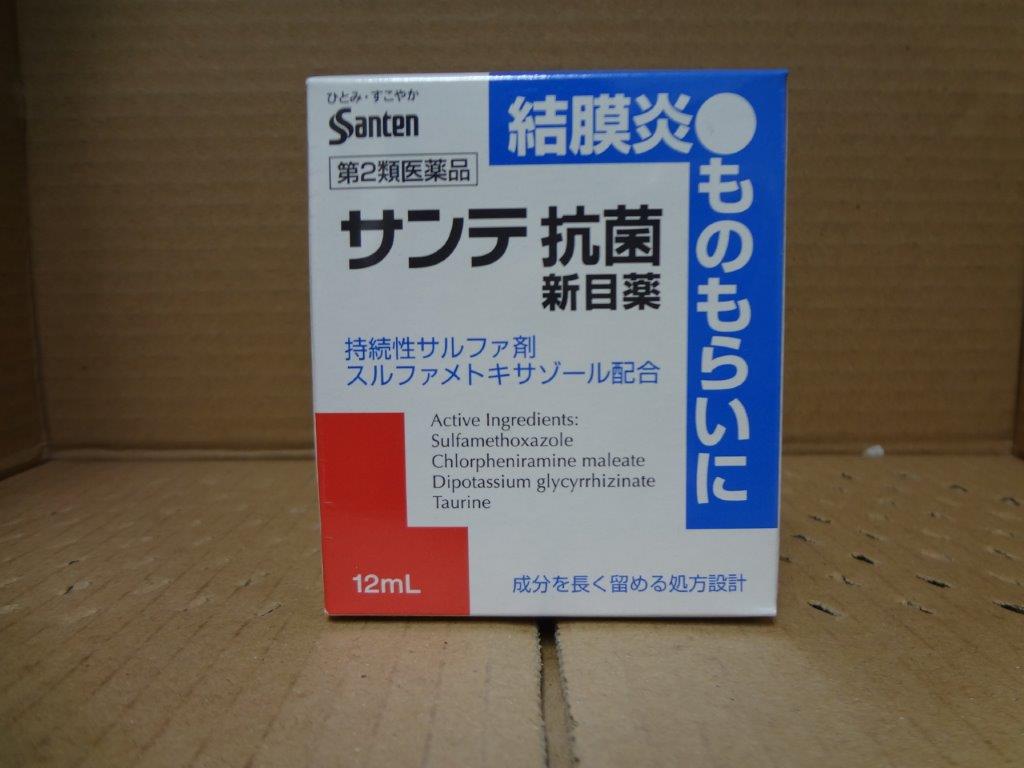 ひとみ・すこやか
Santen
第2類医薬品
結膜炎●ものもらいに
サンテ 抗菌
新目薬
持続性サルファ剤
スルファメトキサゾール配合
Active Ingredients:
Sulfamethoxazole
Chlorpheniramine maleate
Dipotassium glycyrrhizinate
Taurine
12mL
成分を長く留める処方設計